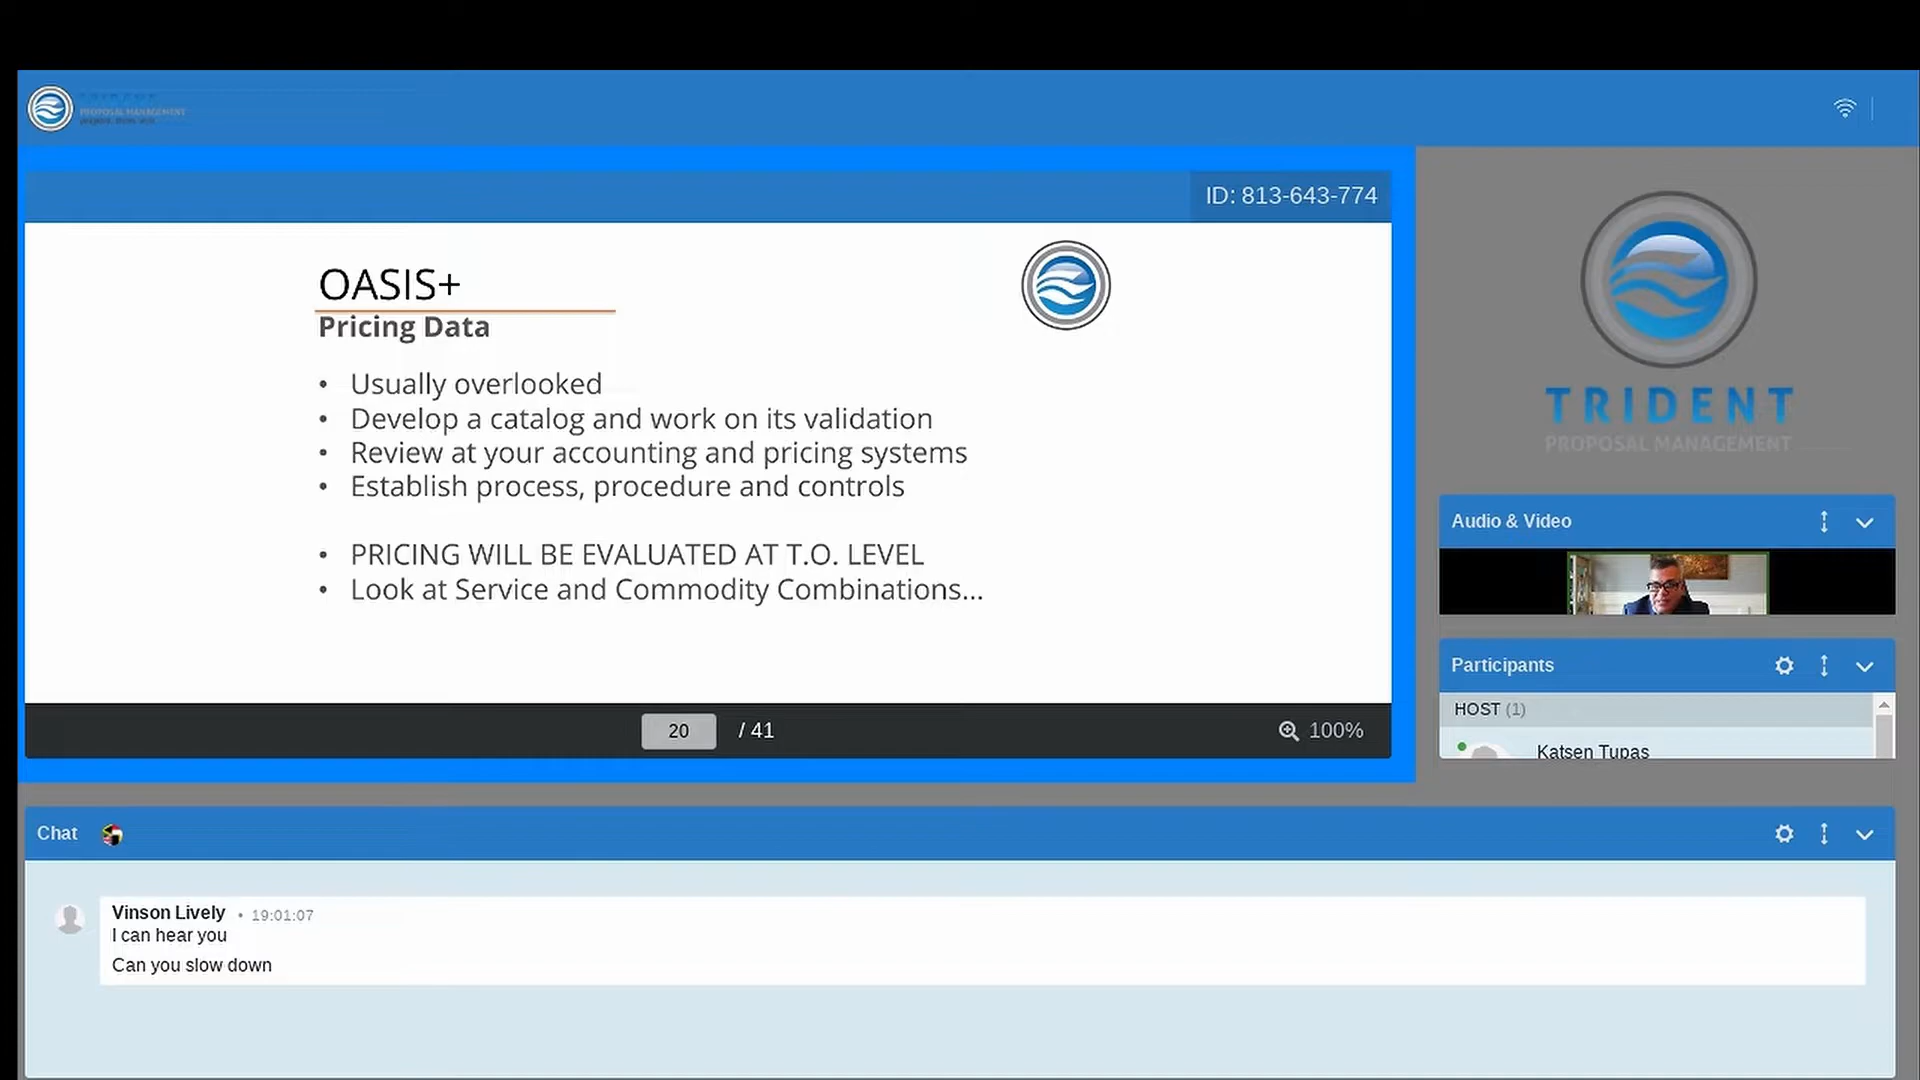 PROPOSAL MANAGEMENT
ID: 813-643-774
OASIS+
Pricing Data
• Usually overlooked
• Develop a catalog and work on its validation
• Review at your accounting and pricing systems
• Establish process, procedure and controls
• PRICING WILL BE EVALUATED AT T.O. LEVEL
• Look at Service and Commodity Combinations...
20 / 41
100%
TRIDENT
PROPOSAL MANAGEMENT
Audio & Video
Participants
HOST (1)
Katsen Tupas
Chat
Vinson Lively • 19:01:07
I can hear you
Can you slow down